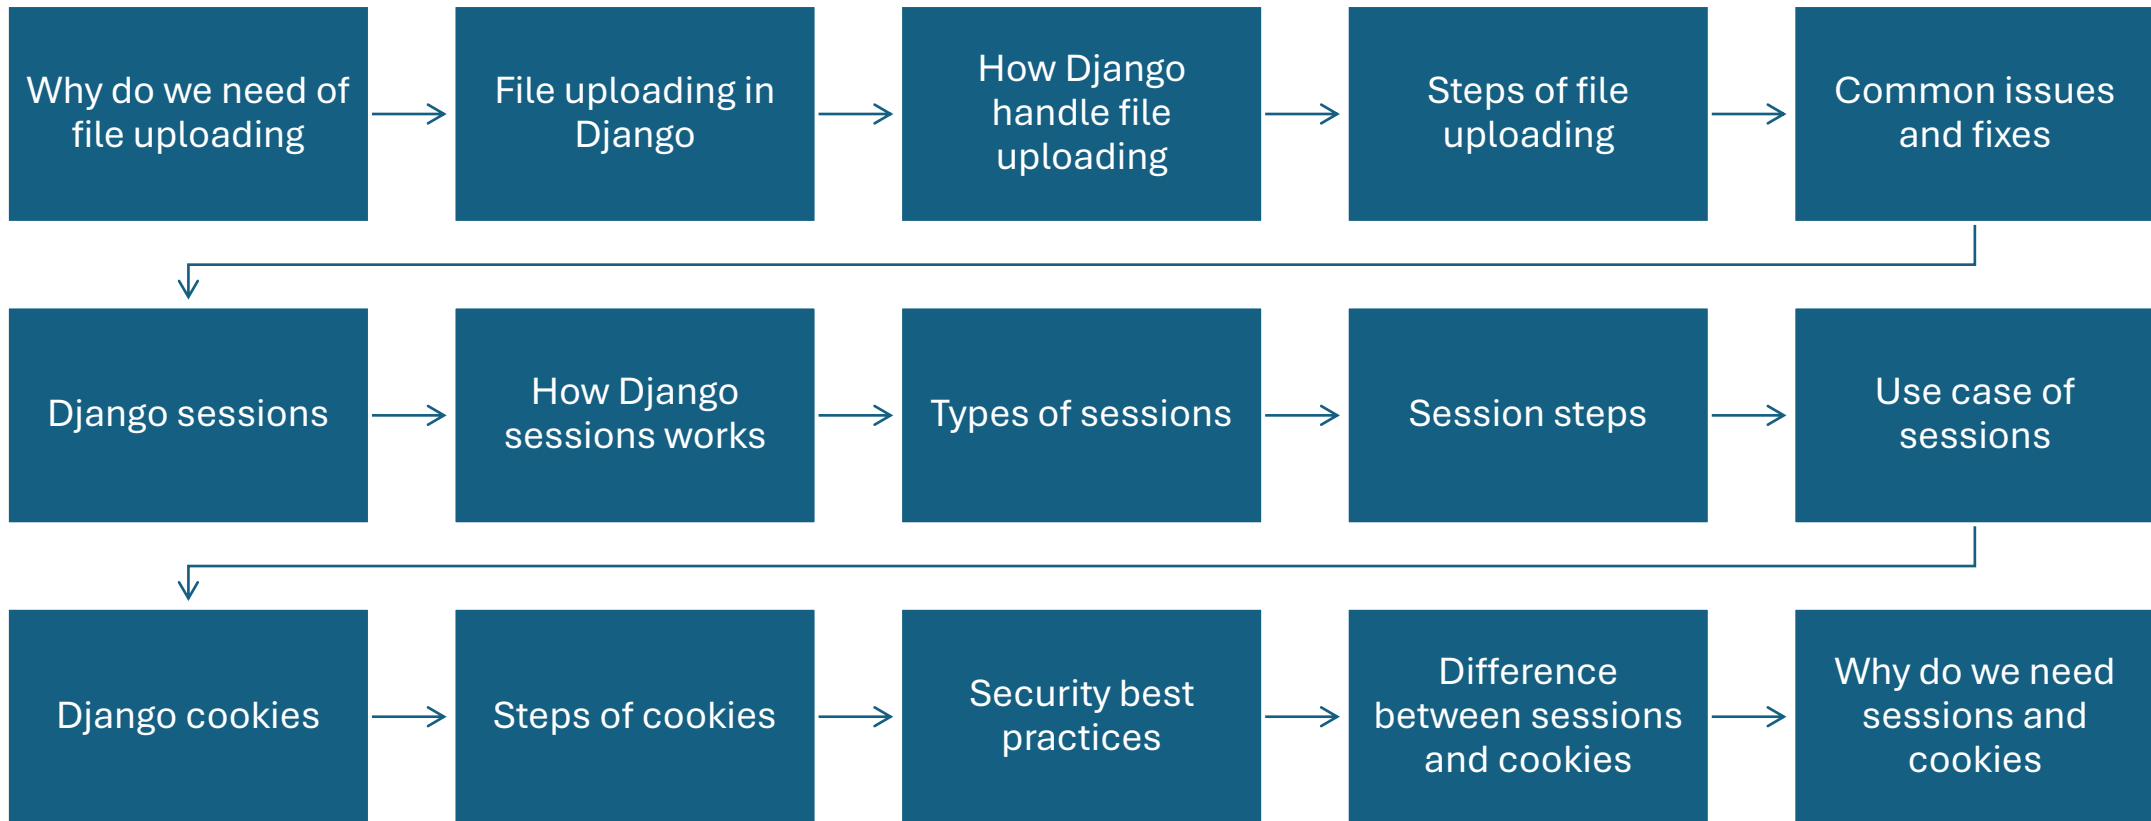 Why do we need of
file uploading
File uploading in
Django
How Django
handle file
uploading
Steps of file
uploading
Common issues
and fixes
Django sessions
How Django
sessions works
Types of sessions
Session steps
Use case of
sessions
Django cookies
Steps of cookies
Security best
practices
Difference
between sessions
and cookies
Why do we need
sessions and
cookies